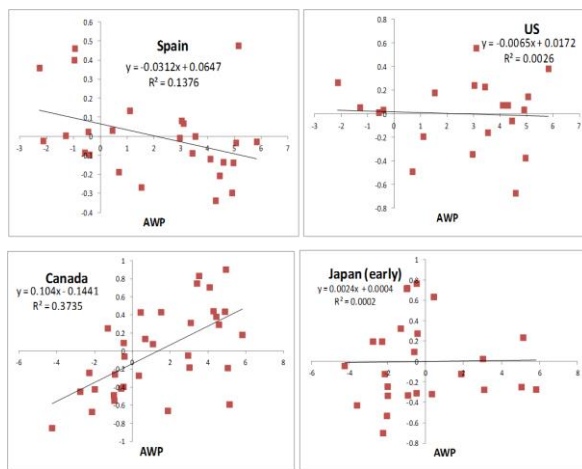 Spain
y = -0.0312x + 0.0647
R² = 0.1376
0.6
0.5
0.4
0.3
0.2
0.1
0
-0.1
-0.2
-0.3
-0.4
-3 -2 -1 0 1 2 3 4 5 6 7
AWP
US
y = -0.0065x + 0.0172
R² = 0.0026
0.8
0.6
0.4
0.2
0
-0.2
-0.4
-0.6
-0.8
-3 -2 -1 0 1 2 3 4 5 6 7
AWP
Canada
y = 0.104x - 0.1441
R² = 0.3735
1
0.8
0.6
0.4
0.2
0
-0.2
-0.4
-0.6
-0.8
-1
-6 -4 -2 0 2 4 6 8
AWP
Japan (early)
y = 0.0024x + 0.0004
R² = 0.0002
1
0.8
0.6
0.4
0.2
0
-0.2
-0.4
-0.6
-0.8
-6 -4 -2 0 2 4 6 8
AWP